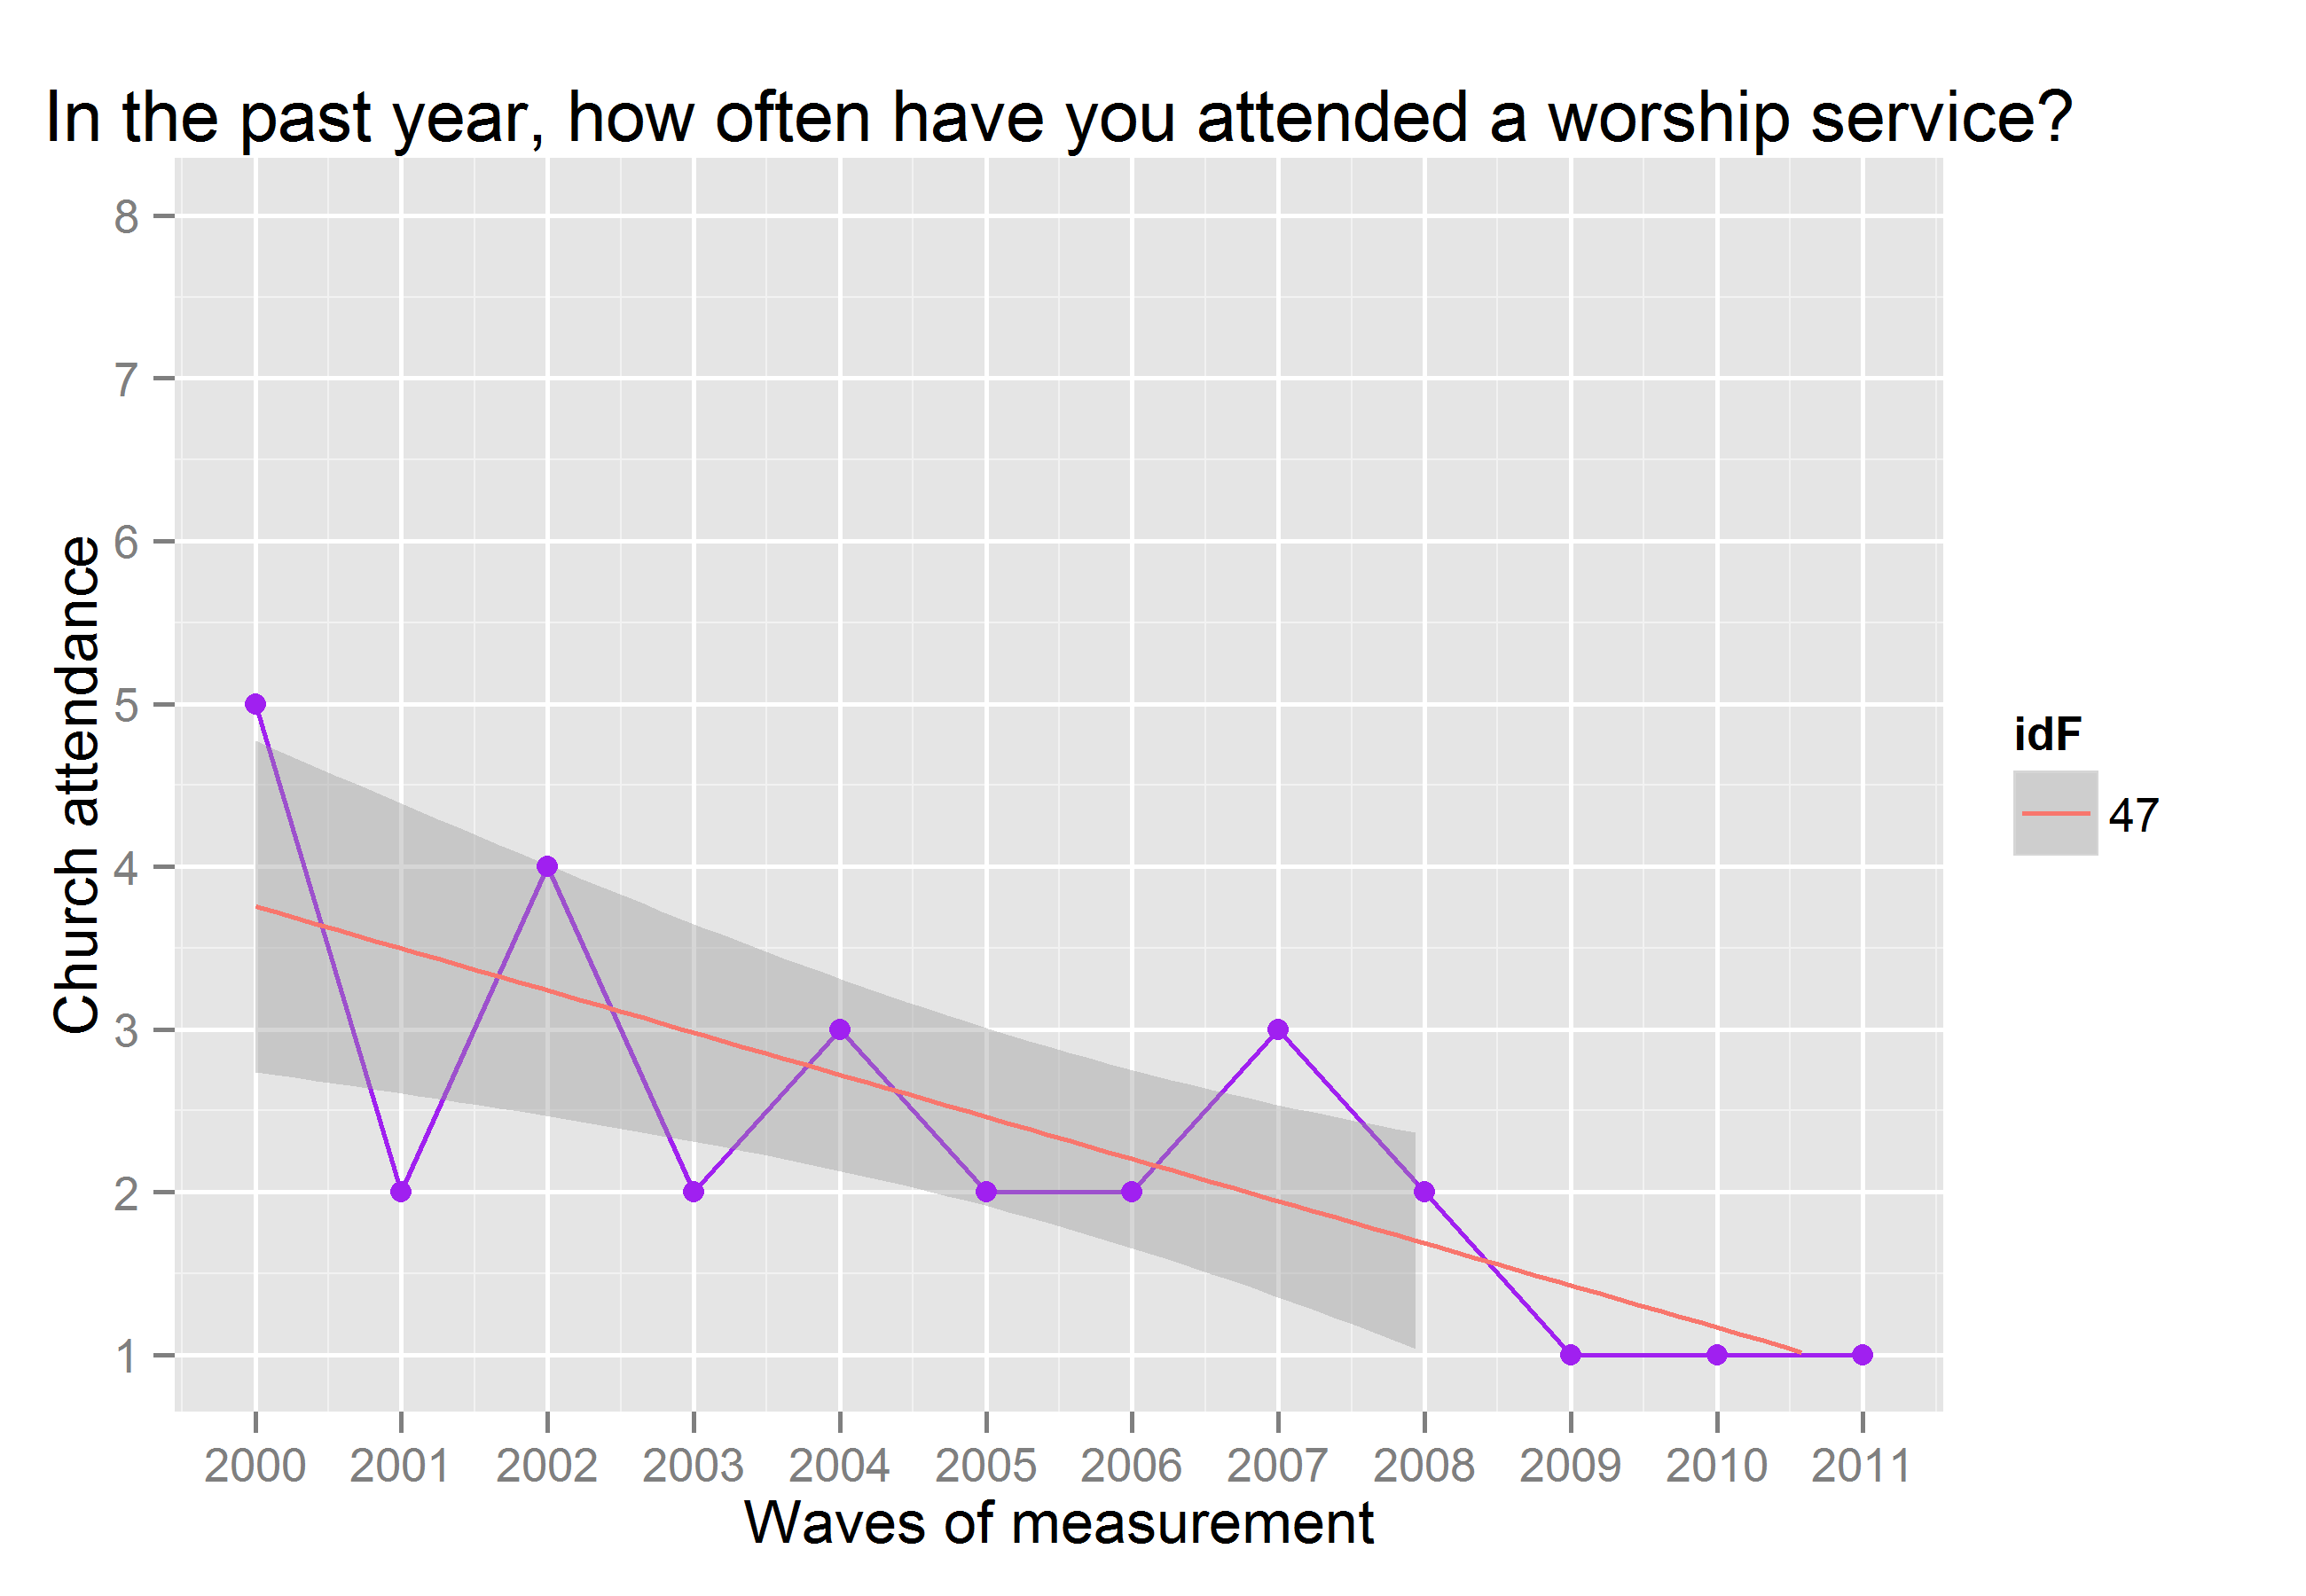 In the past year, how often have you attended a worship service?
Church attendance
8
7
6
5
4
3
2
1
2000 2001 2002 2003 2004 2005 2006 2007 2008 2009 2010 2011
Waves of measurement
idF
47